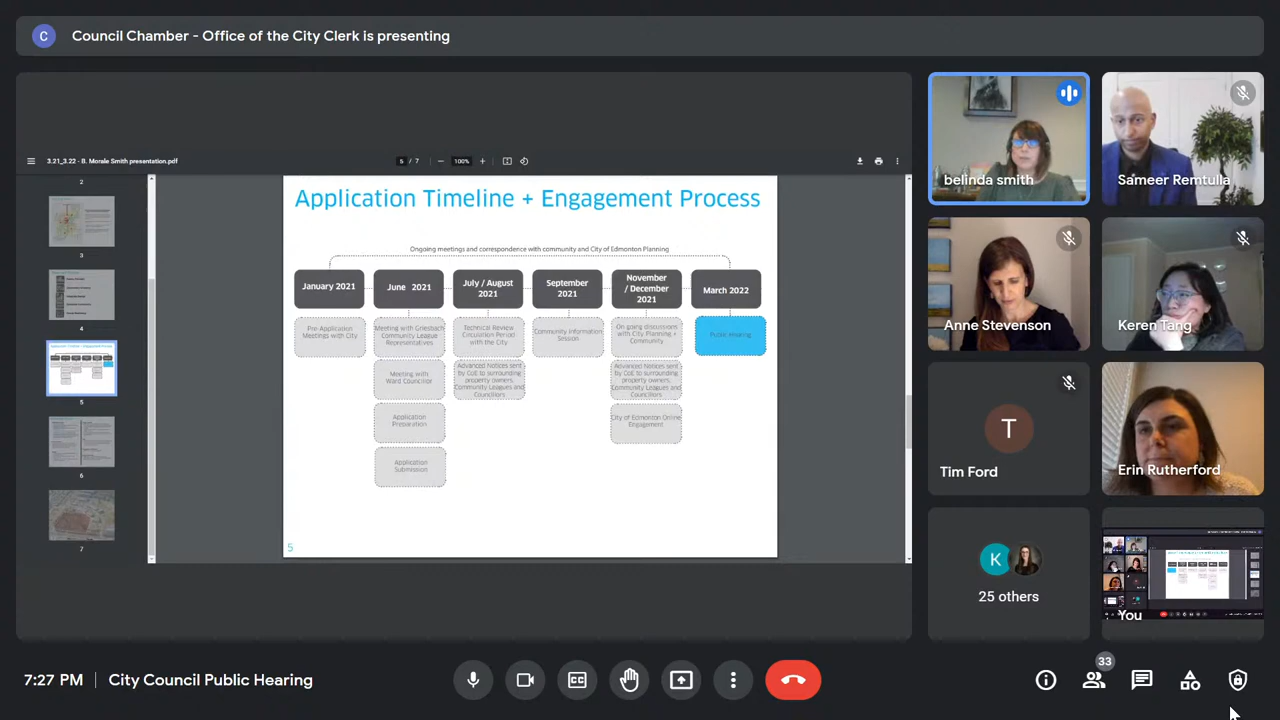 C
Council Chamber - Office of the City Clerk is presenting
3.21_3.22 - B. Morale Smith presentation.pdf
5 / 7
100%
2
3
4
5
6
7
Application Timeline + Engagement Process
Ongoing meetings and correspondence with community and City of Edmonton Planning
January 2021
June 2021
July / August
2021
September
2021
November
/ December
2021
March 2022
Pre-Application
Meetings with City
Meeting with Griesbach
Community League
Representatives
Technical Review
Circulation Period
with the City
Community Information
Session
On going discussions
with City Planning +
Community
Public Hearing
Meeting with
Ward Councillor
Advanced Notices sent
by CoE to surrounding
property owners,
Community Leagues and
Councillors
Advanced Notices sent
by CoE to surrounding
property owners,
Community Leagues and
Councillors
Application
Preparation
City of Edmonton Online
Engagement
Application
Submission
5
belinda smith
Sameer Remtulla
Anne Stevenson
Keren Tang
T
Tim Ford
Erin Rutherford
K
25 others
You
7:27 PM
City Council Public Hearing
33